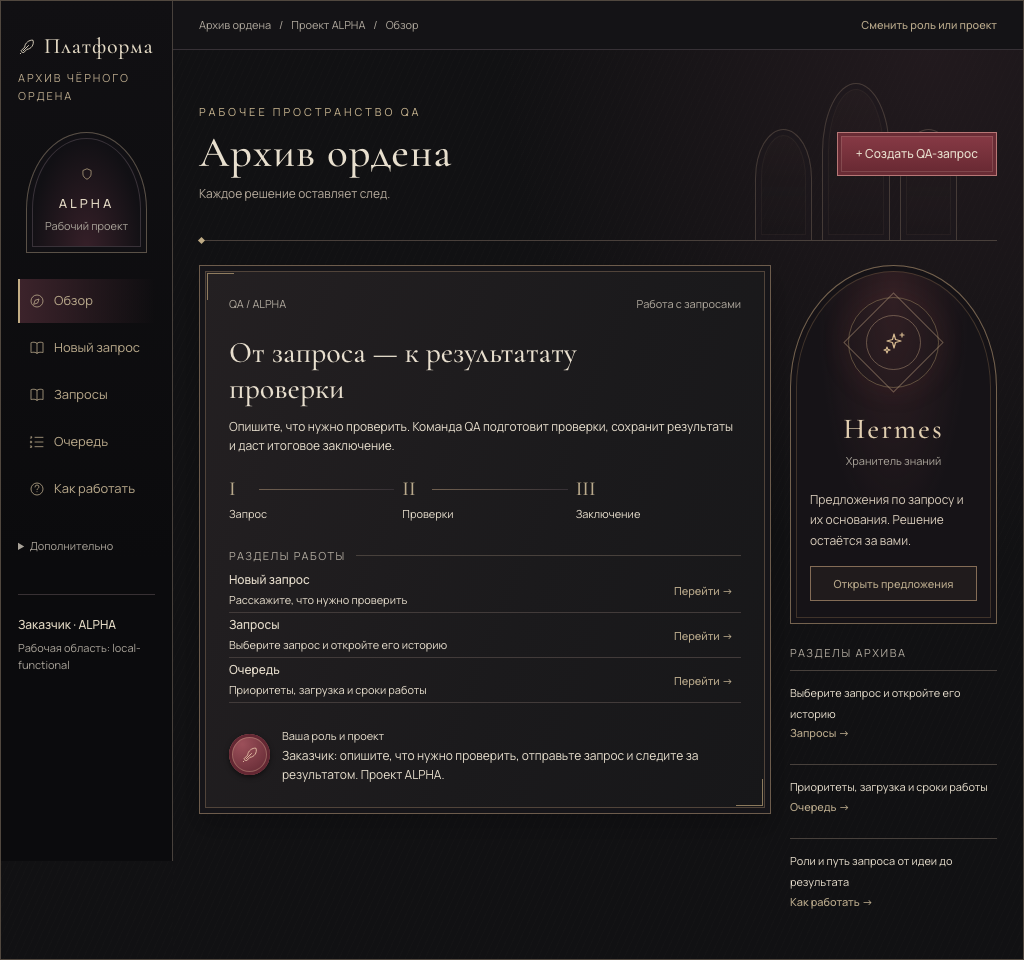 Платформа
АРХИВ ЧЁРНОГО
ОРДЕНА
ALPHA
Рабочий проект
Обзор
Новый запрос
Запросы
Очередь
Как работать
Дополнительно
Заказчик · ALPHA
Рабочая область: local-
functional
Архив ордена / Проект ALPHA / Обзор
Сменить роль или проект
РАБОЧЕЕ ПРОСТРАНСТВО QA
Архив ордена
Каждое решение оставляет след.
+ Создать QA-запрос
QA / ALPHA
Работа с запросами
От запроса — к результатату
проверки
Опишите, что нужно проверить. Команда QA подготовит проверки, сохранит результаты
и даст итоговое заключение.
I II III
Запрос Проверки Заключение
РАЗДЕЛЫ РАБОТЫ
Новый запрос
Расскажите, что нужно проверить
Перейти →
Запросы
Выберите запрос и откройте его историю
Перейти →
Очередь
Приоритеты, загрузка и сроки работы
Перейти →
Ваша роль и проект
Заказчик: опишите, что нужно проверить, отправьте запрос и следите за
результатом. Проект ALPHA.
Hermes
Хранитель знаний
Предложения по запросу и
их основания. Решение
остаётся за вами.
Открыть предложения
РАЗДЕЛЫ АРХИВА
Выберите запрос и откройте его
историю
Запросы →
Приоритеты, загрузка и сроки работы
Очередь →
Роли и путь запроса от идеи до
результата
Как работать →